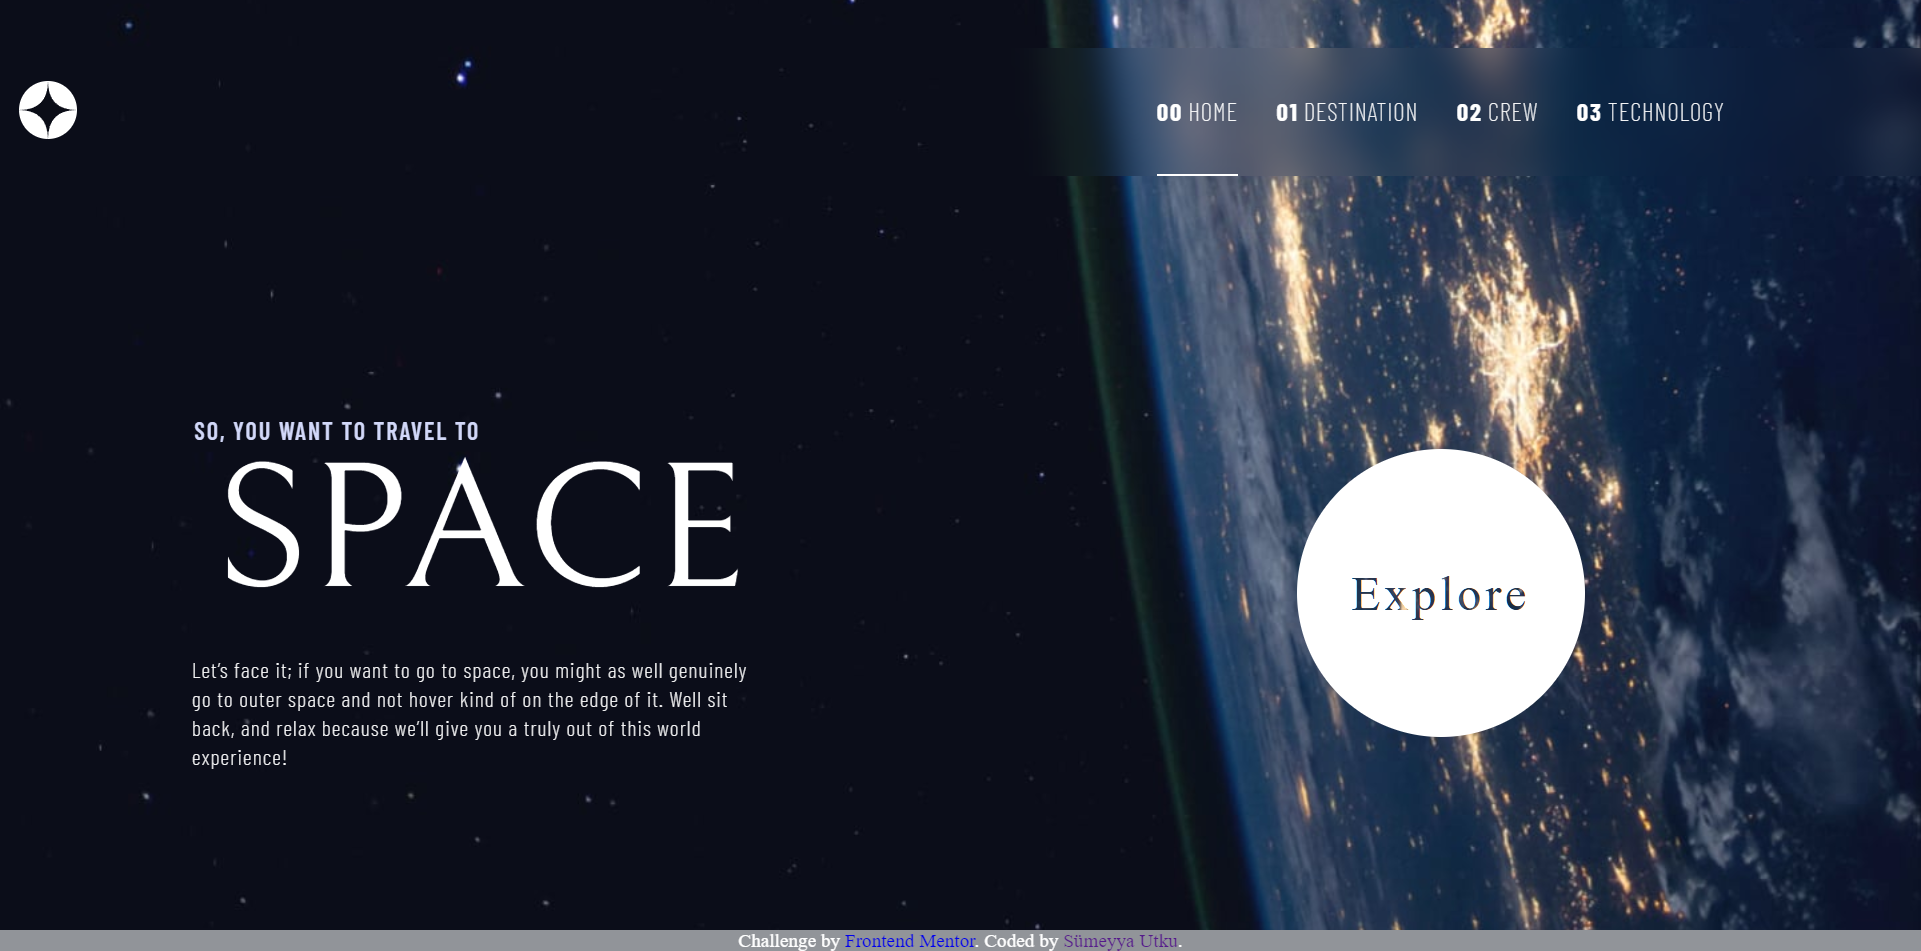 00 HOME 01 DESTINATION 02 CREW 03 TECHNOLOGY
SO, YOU WANT TO TRAVEL TO
SPACE
Explore
Let’s face it; if you want to go to space, you might as well genuinely
go to outer space and not hover kind of on the edge of it. Well sit
back, and relax because we’ll give you a truly out of this world
experience!
Challenge by Frontend Mentor. Coded by Sümeyya Utku.